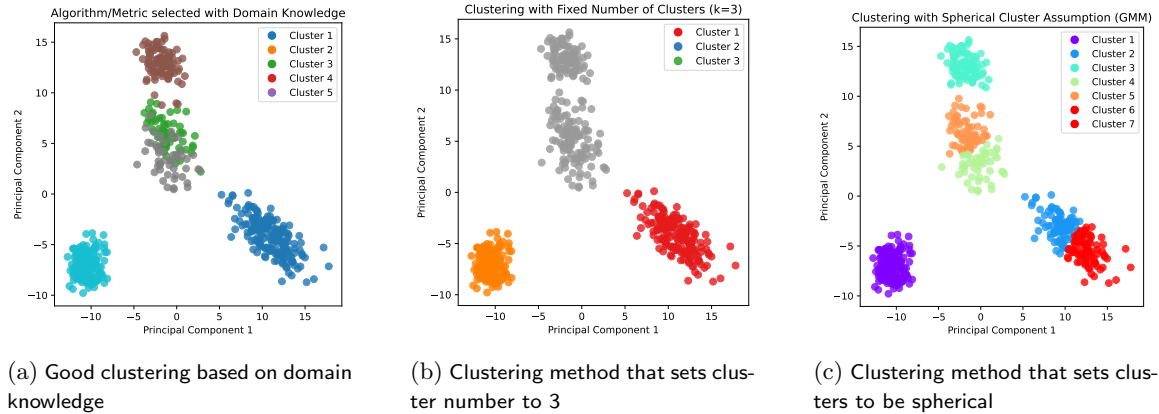 Algorithm/Metric selected with Domain Knowledge
Cluster 1
Cluster 2
Cluster 3
Cluster 4
Cluster 5
Principal Component 2
15
10
5
0
−5
−10
−10
−5
0
5
10
15
Principal Component 1
Clustering with Fixed Number of Clusters (k=3)
Cluster 1
Cluster 2
Cluster 3
Principal Component 2
15
10
5
0
−5
−10
−10
−5
0
5
10
15
Principal Component 1
Clustering with Spherical Cluster Assumption (GMM)
Cluster 1
Cluster 2
Cluster 3
Cluster 4
Cluster 5
Cluster 6
Cluster 7
Principal Component 2
15
10
5
0
−5
−10
−10
−5
0
5
10
15
Principal Component 1
(a) Good clustering based on domain
knowledge
(b) Clustering method that sets clus-
ter number to 3
(c) Clustering method that sets clus-
ters to be spherical